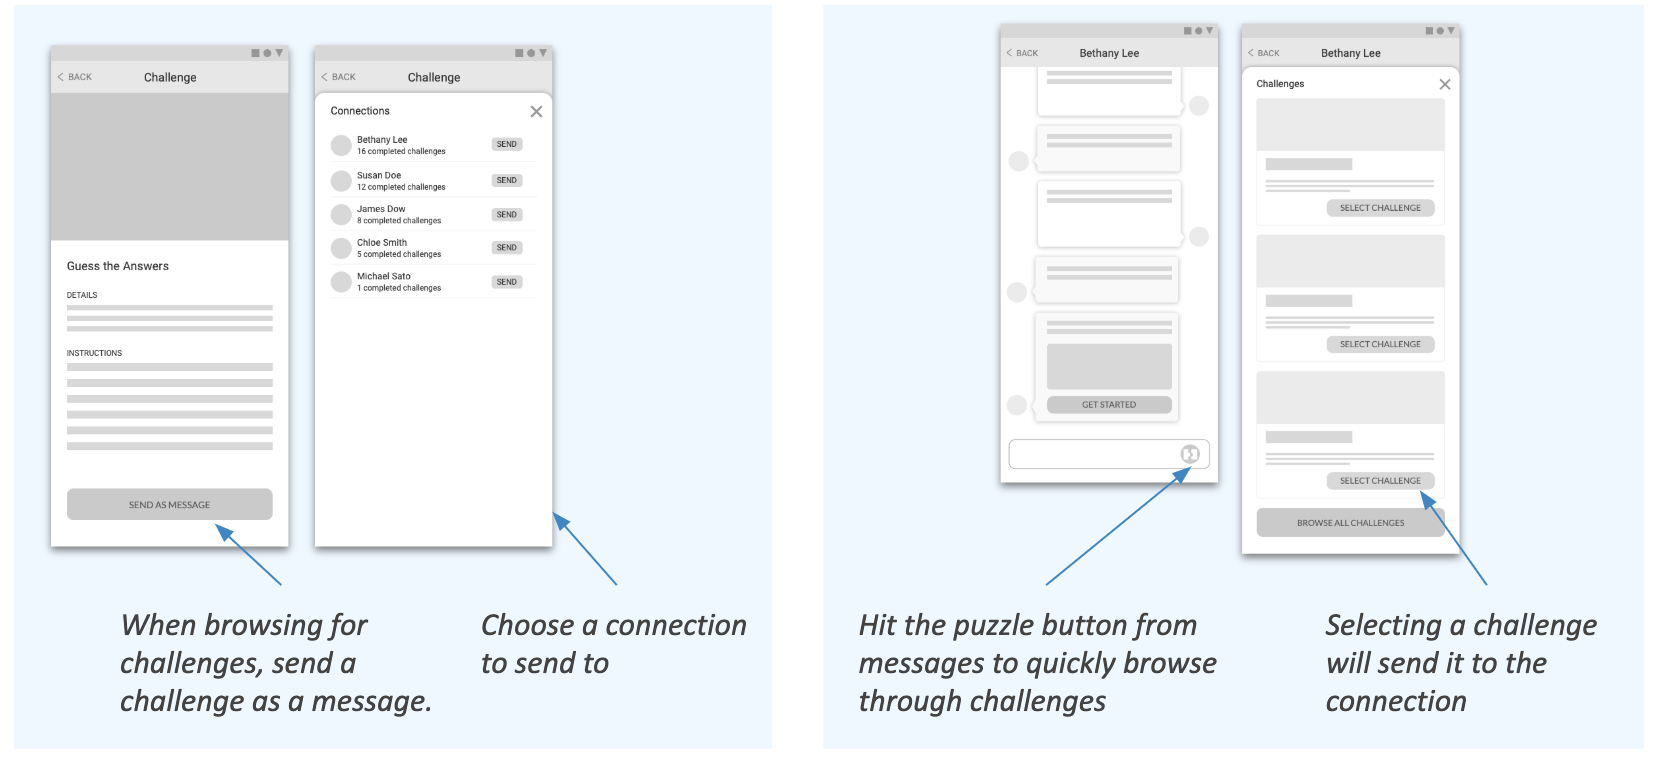 < BACK
Challenge
Guess the Answers
DETAILS
INSTRUCTIONS
SEND AS MESSAGE
< BACK
Challenge
Connections
Bethany Lee
16 completed challenges
SEND
Susan Doe
12 completed challenges
SEND
James Dow
8 completed challenges
SEND
Chloe Smith
5 completed challenges
SEND
Michael Sato
1 completed challenges
SEND
When browsing for
challenges, send a
challenge as a message.
Choose a connection
to send to
< BACK
Bethany Lee
GET STARTED
< BACK
Bethany Lee
Challenges
SELECT CHALLENGE
SELECT CHALLENGE
SELECT CHALLENGE
BROWSE ALL CHALLENGES
Hit the puzzle button from
messages to quickly browse
through challenges
Selecting a challenge
will send it to the
connection